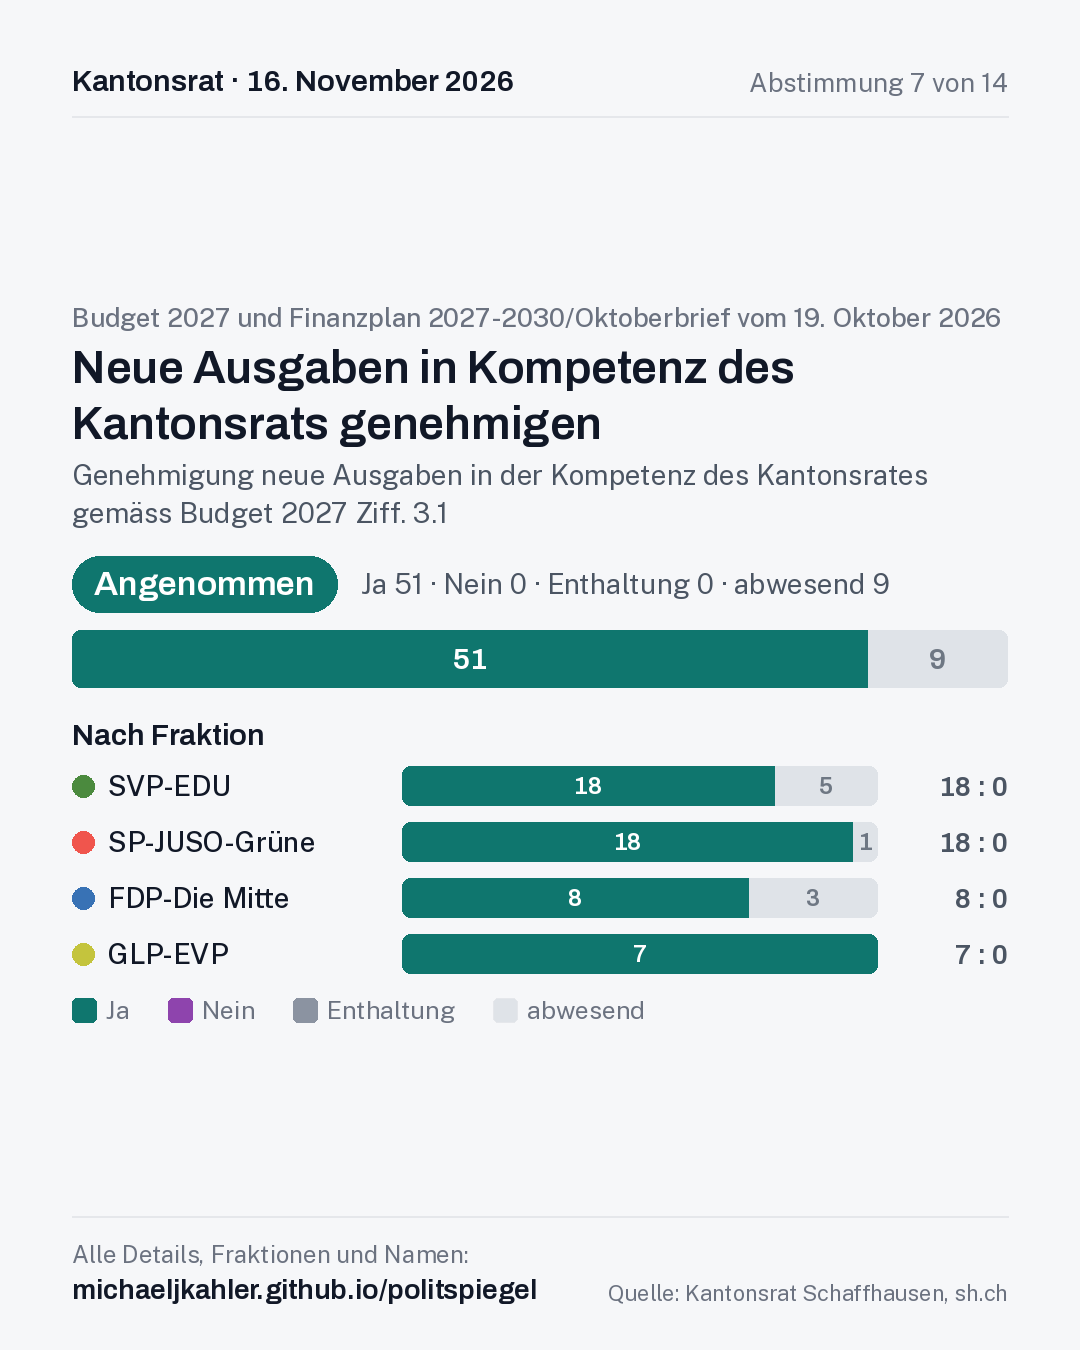 Kantonsrat · 16. November 2026
Abstimmung 7 von 14
Budget 2027 und Finanzplan 2027-2030/Oktoberbrief vom 19. Oktober 2026
Neue Ausgaben in Kompetenz des
Kantonsrats genehmigen
Genehmigung neue Ausgaben in der Kompetenz des Kantonsrates
gemäss Budget 2027 Ziff. 3.1
Angenommen
Ja 51 · Nein 0 · Enthaltung 0 · abwesend 9
51 9
Nach Fraktion
SVP-EDU 18 5 18 : 0
SP-JUSO-Grüne 18 1 18 : 0
FDP-Die Mitte 8 3 8 : 0
GLP-EVP 7 7 : 0
Ja Nein Enthaltung abwesend
Alle Details, Fraktionen und Namen:
michaeljkahler.github.io/politspiegel
Quelle: Kantonsrat Schaffhausen, sh.ch